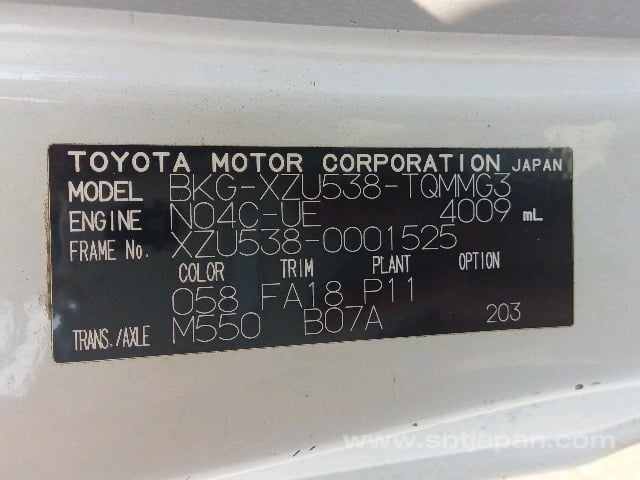 TOYOTA MOTOR CORPORATION JAPAN
MODEL BKG-XZU538-TQMMG3
ENGINE N04C-UE 4009 mL
FRAME No. XZU538-0001525
COLOR TRIM PLANT OPTION
058 FA18 P11
TRANS./AXLE M550 B07A 203
www.sbtjapan.com